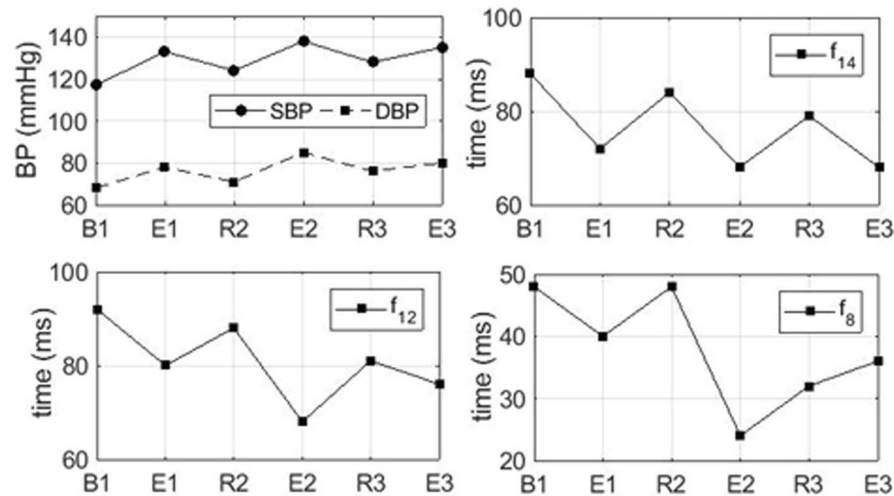 BP (mmHg)
140
120
100
80
60
SBP
DBP
B1 E1 R2 E2 R3 E3
time (ms)
100
80
60
f14
B1 E1 R2 E2 R3 E3
time (ms)
100
80
60
f12
B1 E1 R2 E2 R3 E3
time (ms)
50
40
30
20
f8
B1 E1 R2 E2 R3 E3